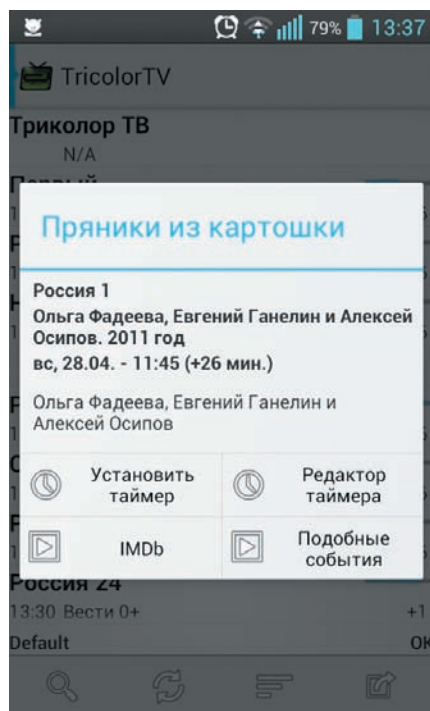 79% 13:37
TricolorTV
Триколор ТВ
N/A
Пряники из картошки
Россия 1
Ольга Фадеева, Евгений Ганелин и Алексей
Осипов. 2011 год
вс, 28.04. - 11:45 (+26 мин.)
Ольга Фадеева, Евгений Ганелин и
Алексей Осипов
Установить
таймер
Редактор
таймера
IMDb
Подобные
события
Россия 24
13:30 Вести 0+ +1
Default OK